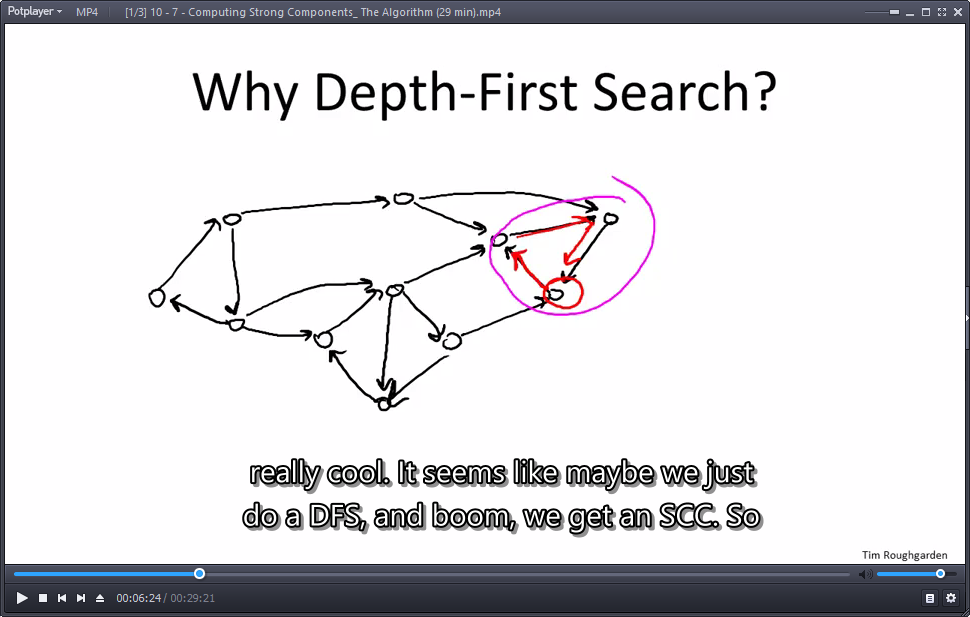 Potplayer MP4 [1/3] 10 - 7 - Computing Strong Components_ The Algorithm (29 min).mp4
Why Depth-First Search?
really cool. It seems like maybe we just
do a DFS, and boom, we get an SCC. So
Tim Roughgarden
00:06:24 / 00:29:21